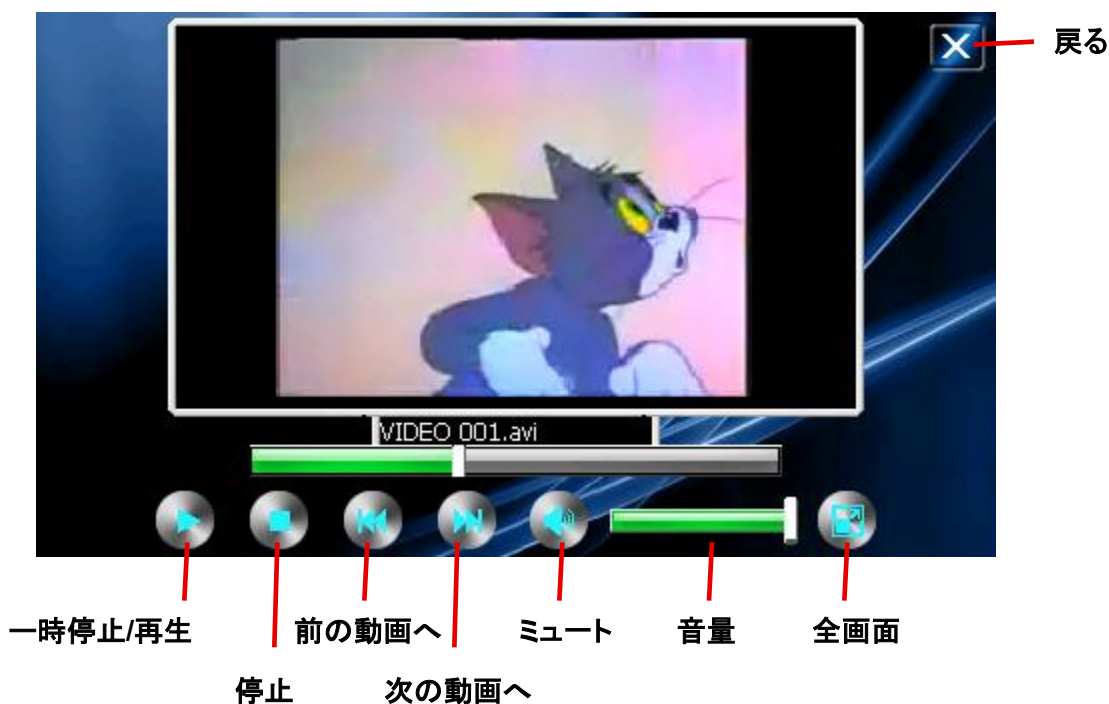 戻る
VIDEO 001.avi
一時停止/再生
前の動画へ
ミュート
音量
全画面
停止
次の動画へ